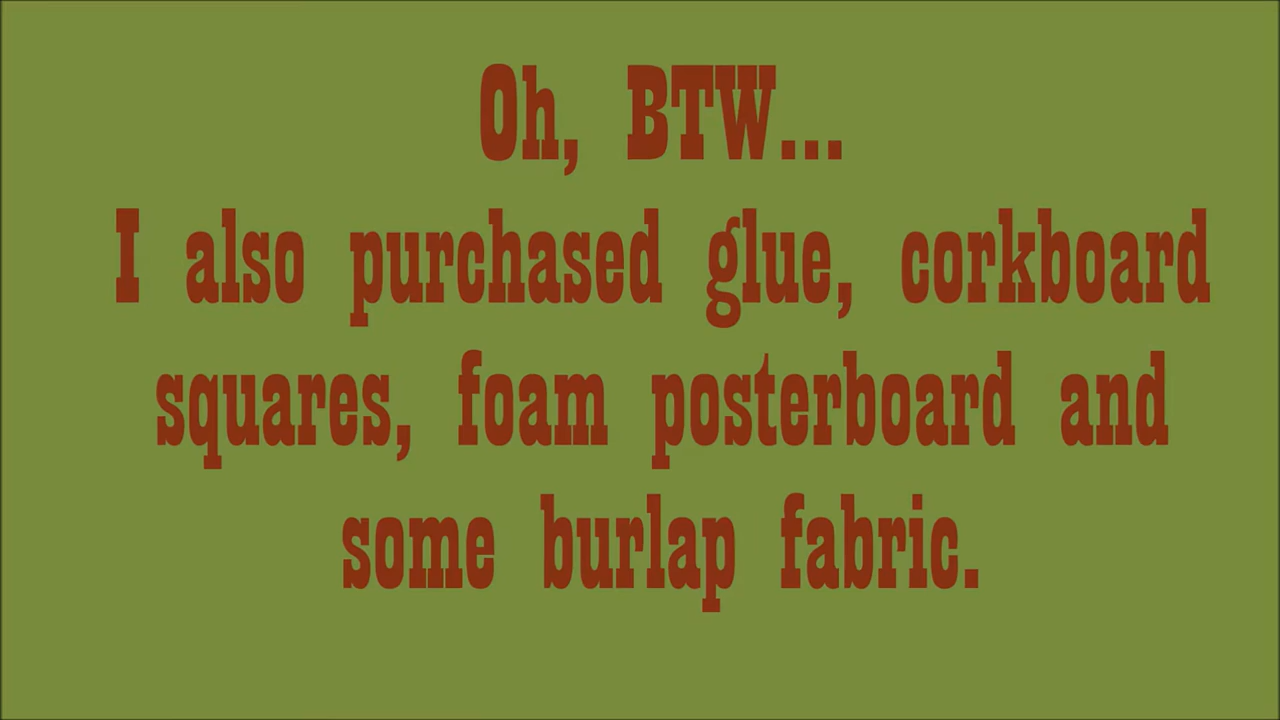 Oh, BTW...
I also purchased glue, corkboard
squares, foam posterboard and
some burlap fabric.